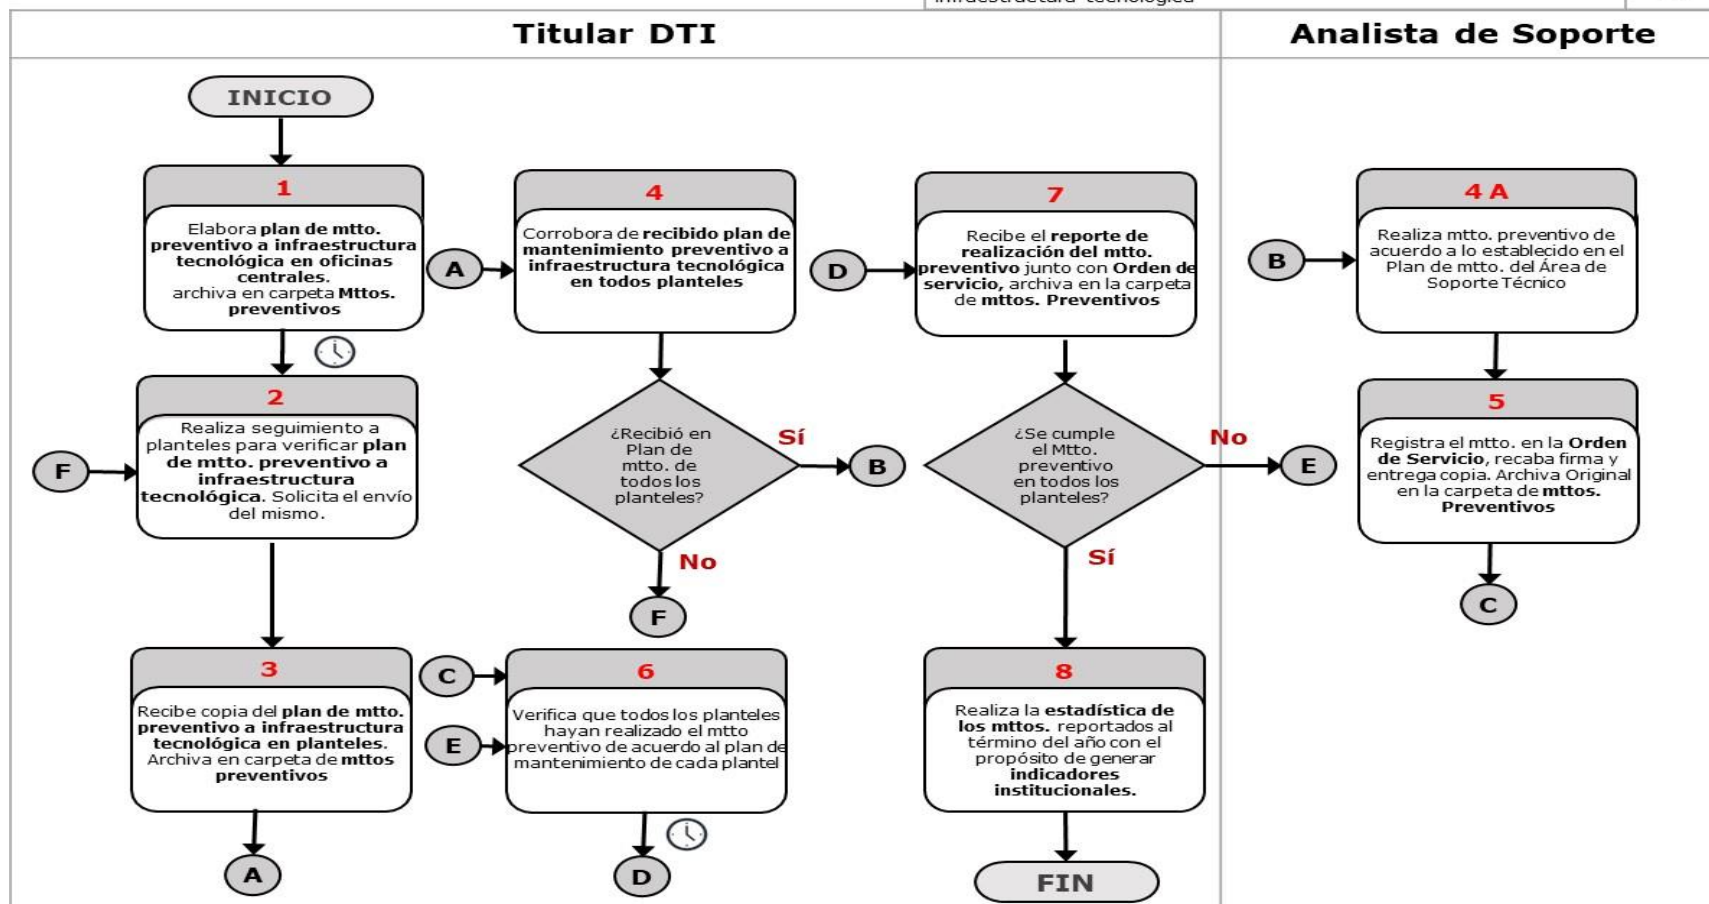 infraestructura tecnológica
Titular DTI
Analista de Soporte
INICIO
1
Elabora plan de mtto.
preventivo a infraestructura
tecnológica en oficinas
centrales.
archiva en carpeta Mttos.
preventivos
2
Realiza seguimiento a
planteles para verificar plan
de mtto. preventivo a
infraestructura
tecnológica. Solicita el envío
del mismo.
F
3
Recibe copia del plan de mtto.
preventivo a infraestructura
tecnológica en planteles.
Archiva en carpeta de mttos
preventivos
A
A
4
Corrobora de recibido plan de
mantenimiento preventivo a
infraestructura tecnológica
en todos planteles
¿Recibió en
Plan de
mtto. de
todos los
planteles?
Sí
B
No
F
C
E
6
Verifica que todos los planteles
hayan realizado el mtto
preventivo de acuerdo al plan de
mantenimiento de cada plantel
D
D
7
Recibe el reporte de
realización del mtto.
preventivo junto con Orden de
servicio, archiva en la carpeta
de mttos. Preventivos
¿Se cumple
el Mtto.
preventivo
en todos los
planteles?
No
E
Sí
8
Realiza la estadística de
los mttos. reportados al
término del año con el
propósito de generar
indicadores
institucionales.
FIN
B
4 A
Realiza mtto. preventivo de
acuerdo a lo establecido en el
Plan de mtto. del Área de
Soporte Técnico
5
Registra el mtto. en la Orden
de Servicio, recaba firma y
entrega copia. Archiva Original
en la carpeta de mttos.
Preventivos
C